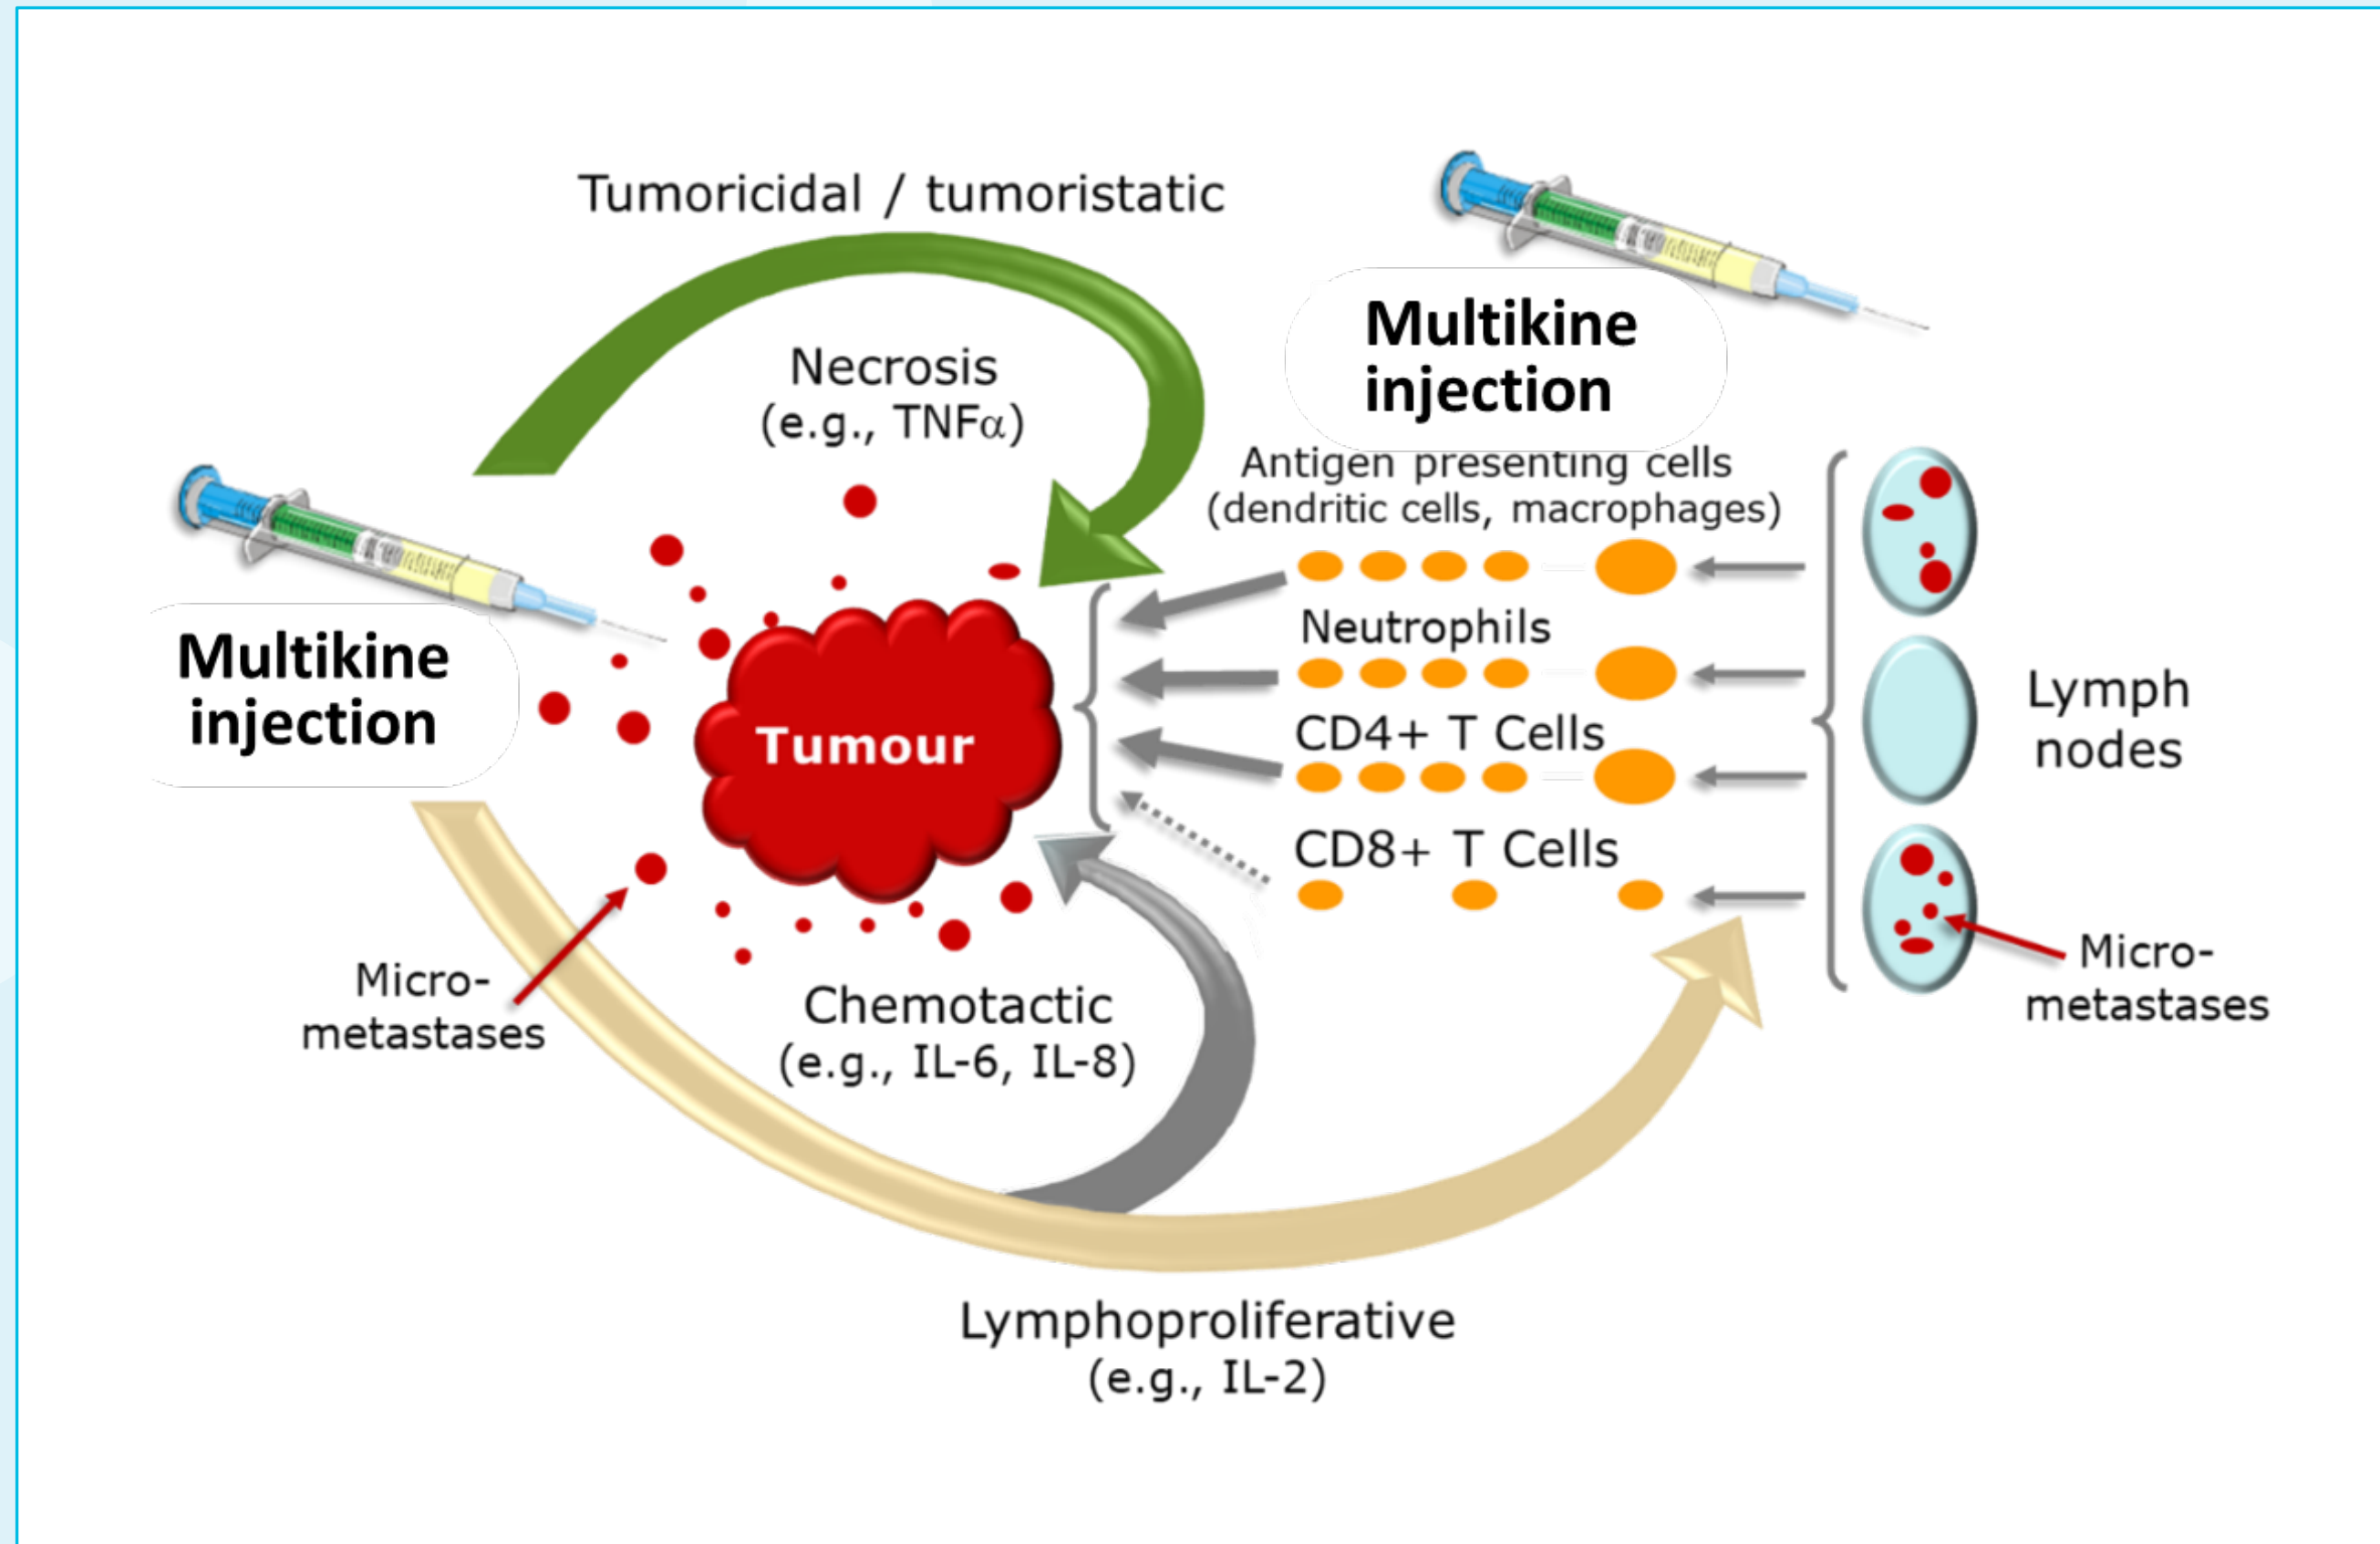 Tumoricidal / tumoristatic
Necrosis
(e.g., TNFα)
Multikine
injection
Multikine
injection
Antigen presenting cells
(dendritic cells, macrophages)
Neutrophils
CD4+ T Cells
CD8+ T Cells
Tumour
Lymph
nodes
Micro-
metastases
Micro-
metastases
Chemotactic
(e.g., IL-6, IL-8)
Lymphoproliferative
(e.g., IL-2)